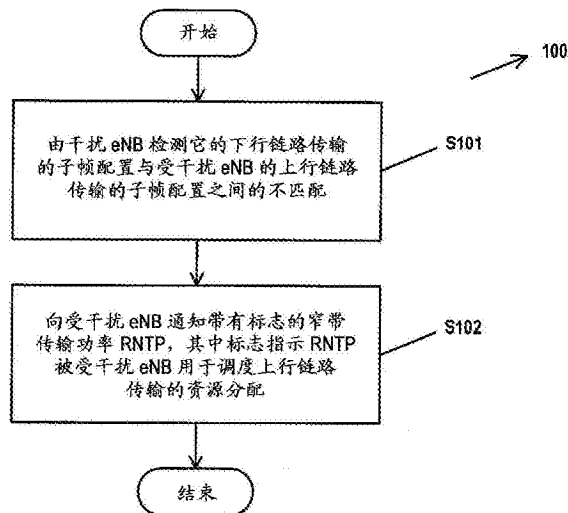 开始
100
由干扰 eNB 检测它的下行链路传输
的子帧配置与受干扰 eNB 的上行链路
传输的子帧配置之间的不匹配
S101
向受干扰 eNB 通知带有标志的窄带
传输功率 RNTP，其中标志指示 RNTP
被受干扰 eNB 用于调度上行链路
传输的资源分配
S102
结束